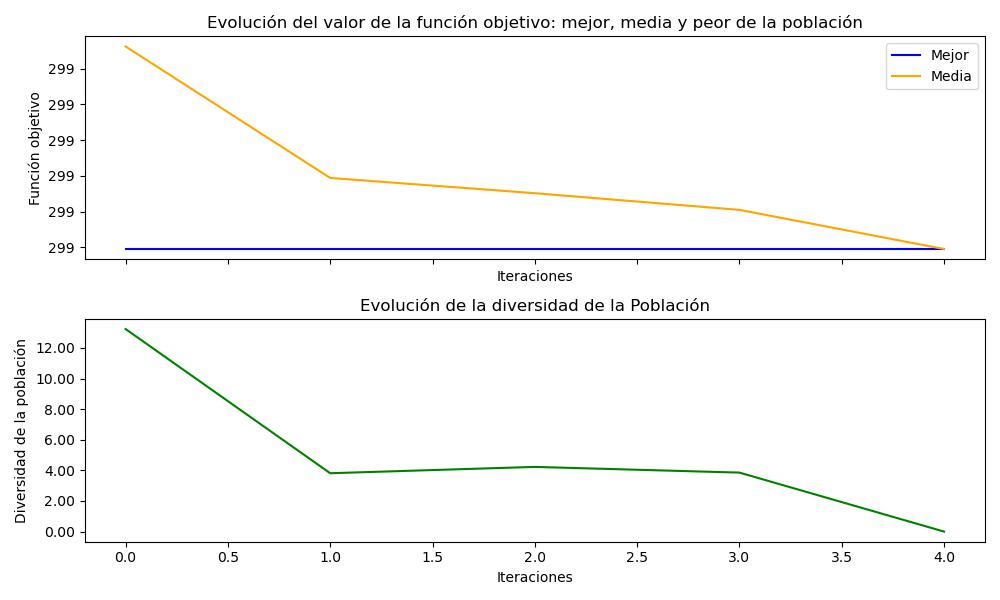 Evolución del valor de la función objetivo: mejor, media y peor de la población
Mejor
Media
299
299
299
299
299
299
Función objetivo
Iteraciones
Evolución de la diversidad de la Población
12.00
10.00
8.00
6.00
4.00
2.00
0.00
Diversidad de la población
0.0 0.5 1.0 1.5 2.0 2.5 3.0 3.5 4.0
Iteraciones